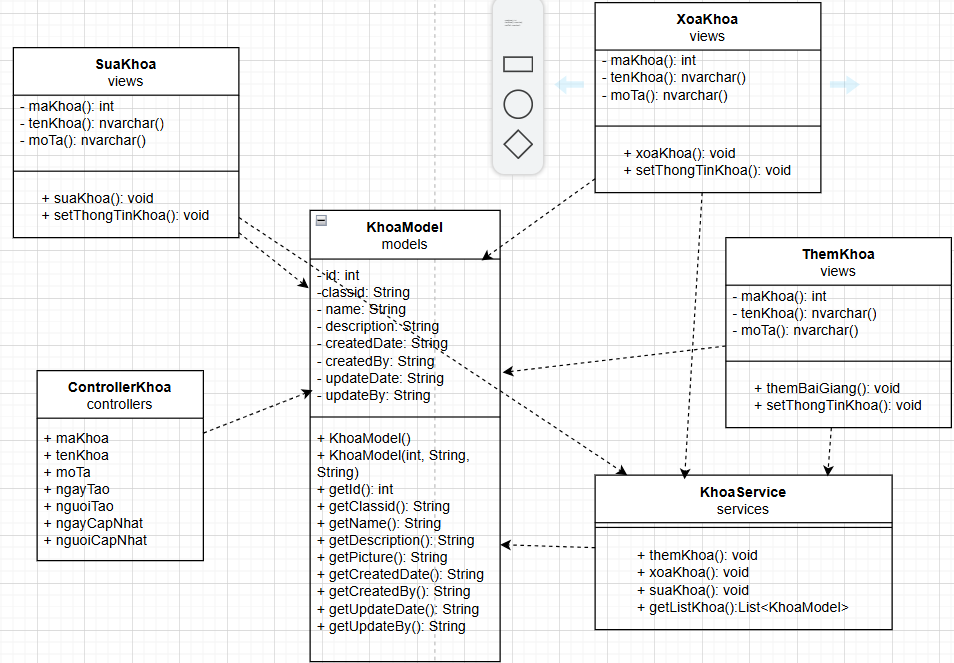 SuaKhoa
views
- maKhoa(): int
- tenKhoa(): nvarchar()
- moTa(): nvarchar()
+ suaKhoa(): void
+ setThongTinKhoa(): void
XoaKhoa
views
- maKhoa(): int
- tenKhoa(): nvarchar()
- moTa(): nvarchar()
+ xoaKhoa(): void
+ setThongTinKhoa(): void
KhoaModel
models
- id: int
-classid: String
- name: String
- description: String
- createdDate: String
- createdBy: String
- updateDate: String
- updateBy: String
+ KhoaModel()
+ KhoaModel(int, String,
String)
+ getId(): int
+ getClassid(): String
+ getName(): String
+ getDescription(): String
+ getPicture(): String
+ getCreatedDate(): String
+ getCreatedBy(): String
+ getUpdateDate(): String
+ getUpdateBy(): String
ThemKhoa
views
- maKhoa(): int
- tenKhoa(): nvarchar()
- moTa(): nvarchar()
+ themBaiGiang(): void
+ setThongTinKhoa(): void
ControllerKhoa
controllers
+ maKhoa
+ tenKhoa
+ moTa
+ ngayTao
+ nguoiTao
+ ngayCapNhat
+ nguoiCapNhat
KhoaService
services
+ themKhoa(): void
+ xoaKhoa(): void
+ suaKhoa(): void
+ getListKhoa():List<KhoaModel>